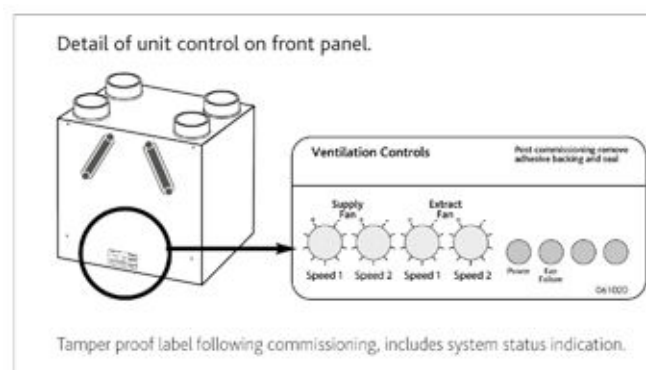 Detail of unit control on front panel.
Ventilation Controls
Post commissioning remove
adhesive backing and seal
Supply
Fan
Extract
Fan
Speed 1
Speed 2
Speed 1
Speed 2
Power
Fan
Failure
061020
Tamper proof label following commissioning, includes system status indication.